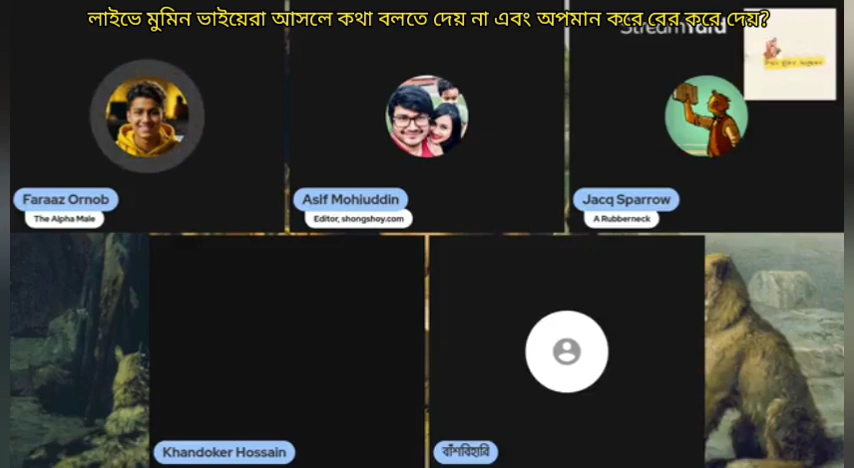 লাইভে মুমিন ভাইয়েরা আসলে কথা বলতে দেয় না এবং অপমান করে বের করে দেয়?
StreamYard
Faraaz Ornob
The Alpha Male
Asif Mohiuddin
Editor, shongshoy.com
Jacq Sparrow
A Rubberneck
Khandoker Hossain
বাঁশবিহারি